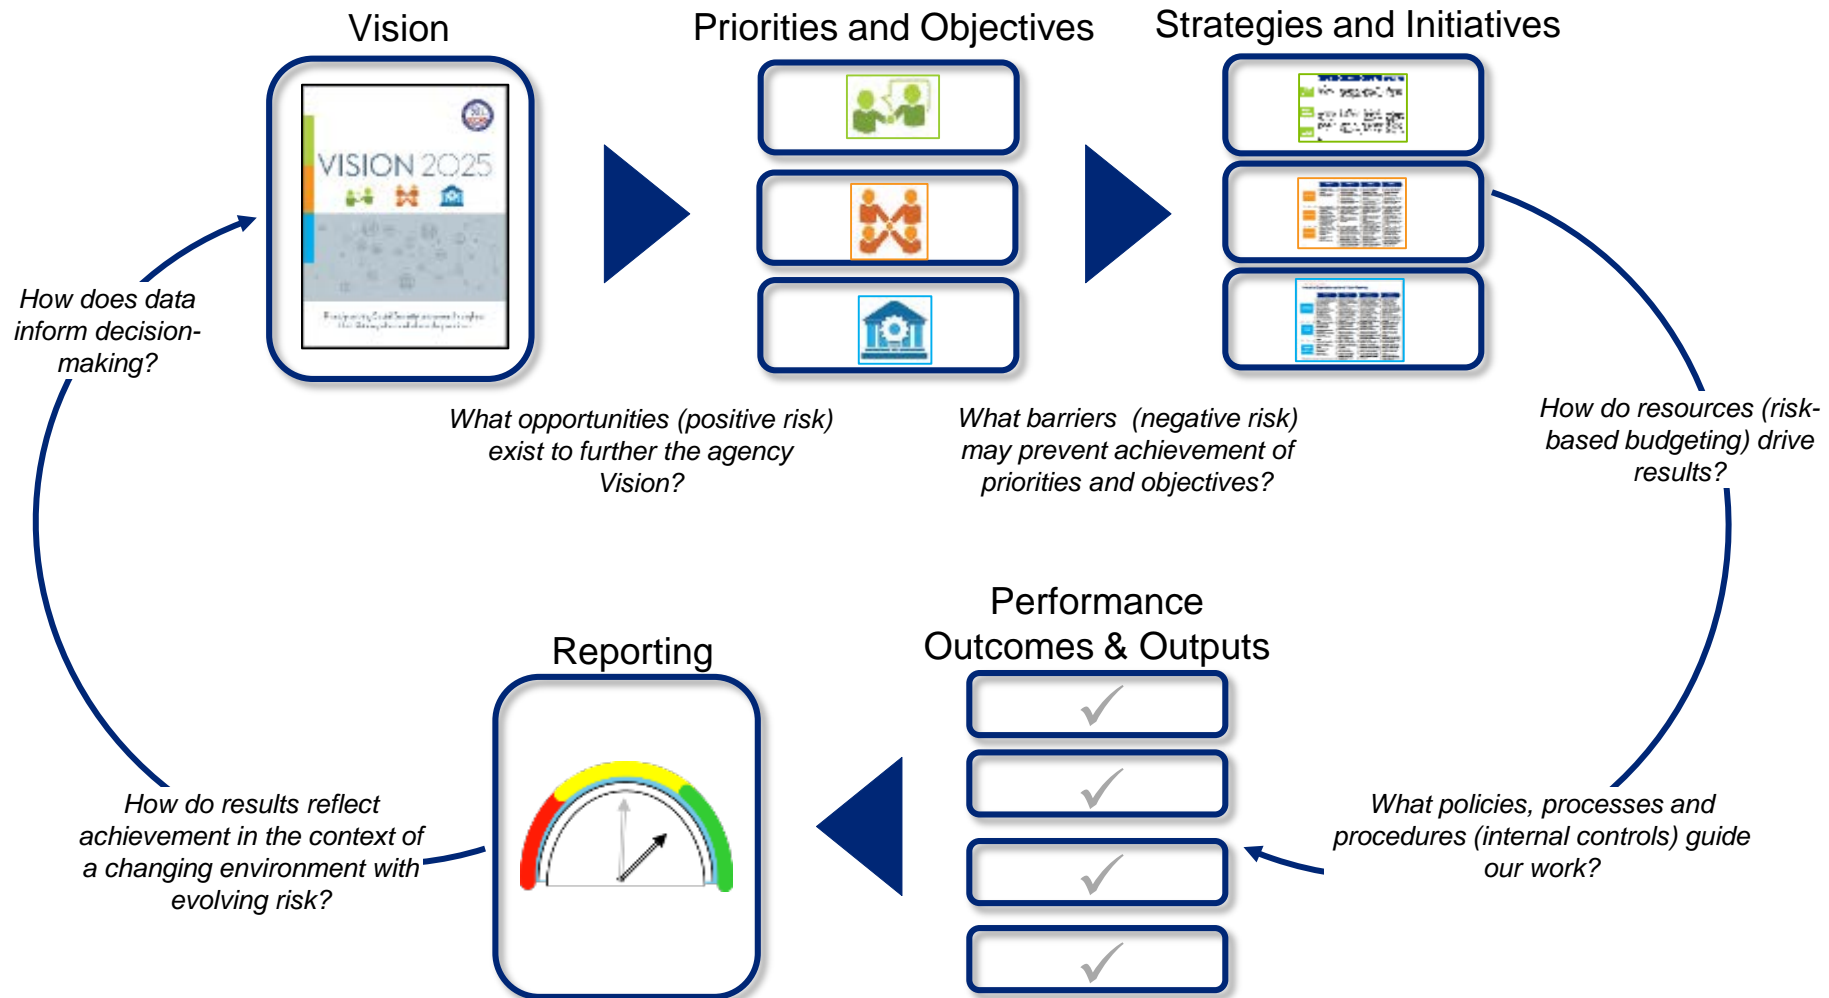 Vision
Priorities and Objectives
Strategies and Initiatives
VISION 2025
How does data
inform decision-
making?
What opportunities (positive risk)
exist to further the agency
Vision?
What barriers (negative risk)
may prevent achievement of
priorities and objectives?
How do resources (risk-
based budgeting) drive
results?
Performance
Outcomes & Outputs
Reporting
How do results reflect
achievement in the context of
a changing environment with
evolving risk?
What policies, processes and
procedures (internal controls) guide
our work?